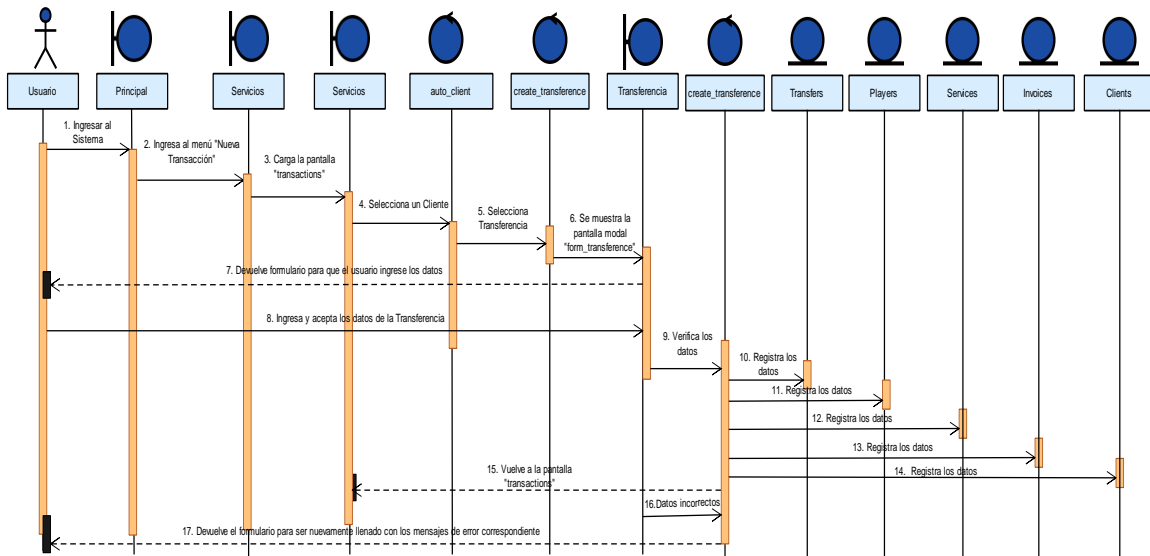 Usuario
Principal
Servicios
Servicios
auto_client
create_transference
Transferencia
create_transference
Transfers
Players
Services
Invoices
Clients
1. Ingresar al
Sistema
2. Ingresa al menú "Nueva
Transacción"
3. Carga la pantalla
"transactions"
4. Selecciona un Cliente
5. Selecciona
Transferencia
6. Se muestra la
pantalla modal
"form_transference"
7. Devuelve formulario para que el usuario ingrese los datos
8. Ingresa y acepta los datos de la Transferencia
9. Verifica los
datos
10. Registra los
datos
11. Registra los datos
12. Registra los datos
13. Registra los datos
14. Registra los datos
15. Vuelve a la pantalla
"transactions"
16.Datos incorrectos
17. Devuelve el formulario para ser nuevamente llenado con los mensajes de error correspondiente